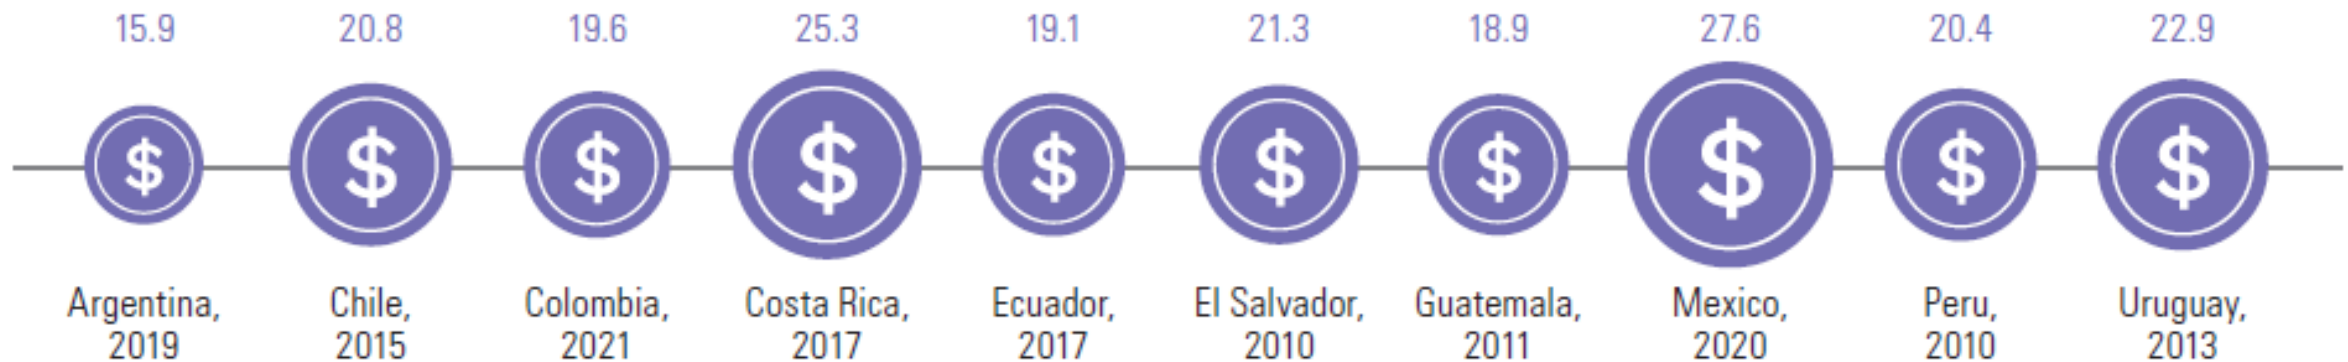 15.9 20.8 19.6 25.3 19.1 21.3 18.9 27.6 20.4 22.9
$ $ $ $ $ $ $ $ $ $
Argentina, Chile, Colombia, Costa Rica, Ecuador, El Salvador, Guatemala, Mexico, Peru, Uruguay,
2019 2015 2021 2017 2017 2010 2011 2020 2010 2013